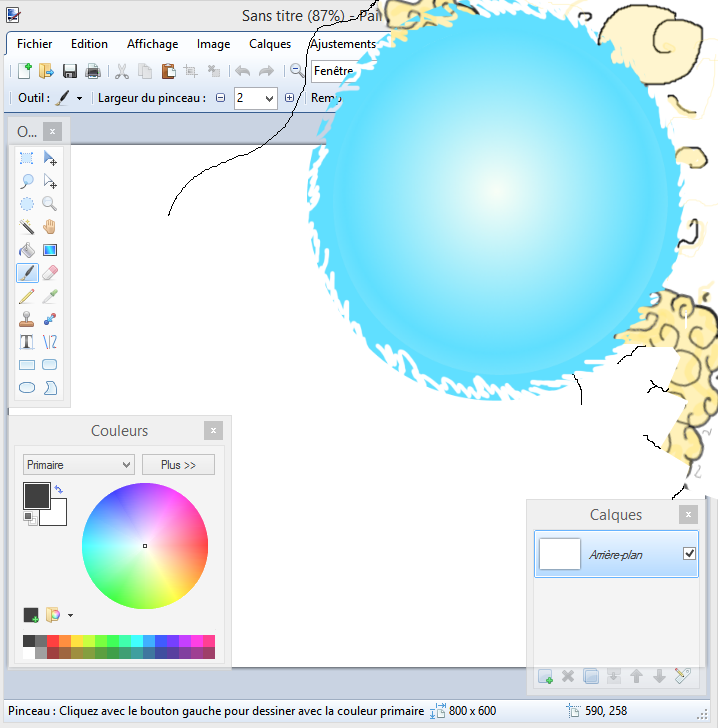 Sans titre (87%) - Pai
Fichier Edition Affichage Image Calques Ajustements
Fenêtre
Outil : Largeur du pinceau : 2 Remp
O...
Couleurs
Primaire Plus >>
Calques
Arrière-plan
Pinceau : Cliquez avec le bouton gauche pour dessiner avec la couleur primaire 800 x 600 590, 258